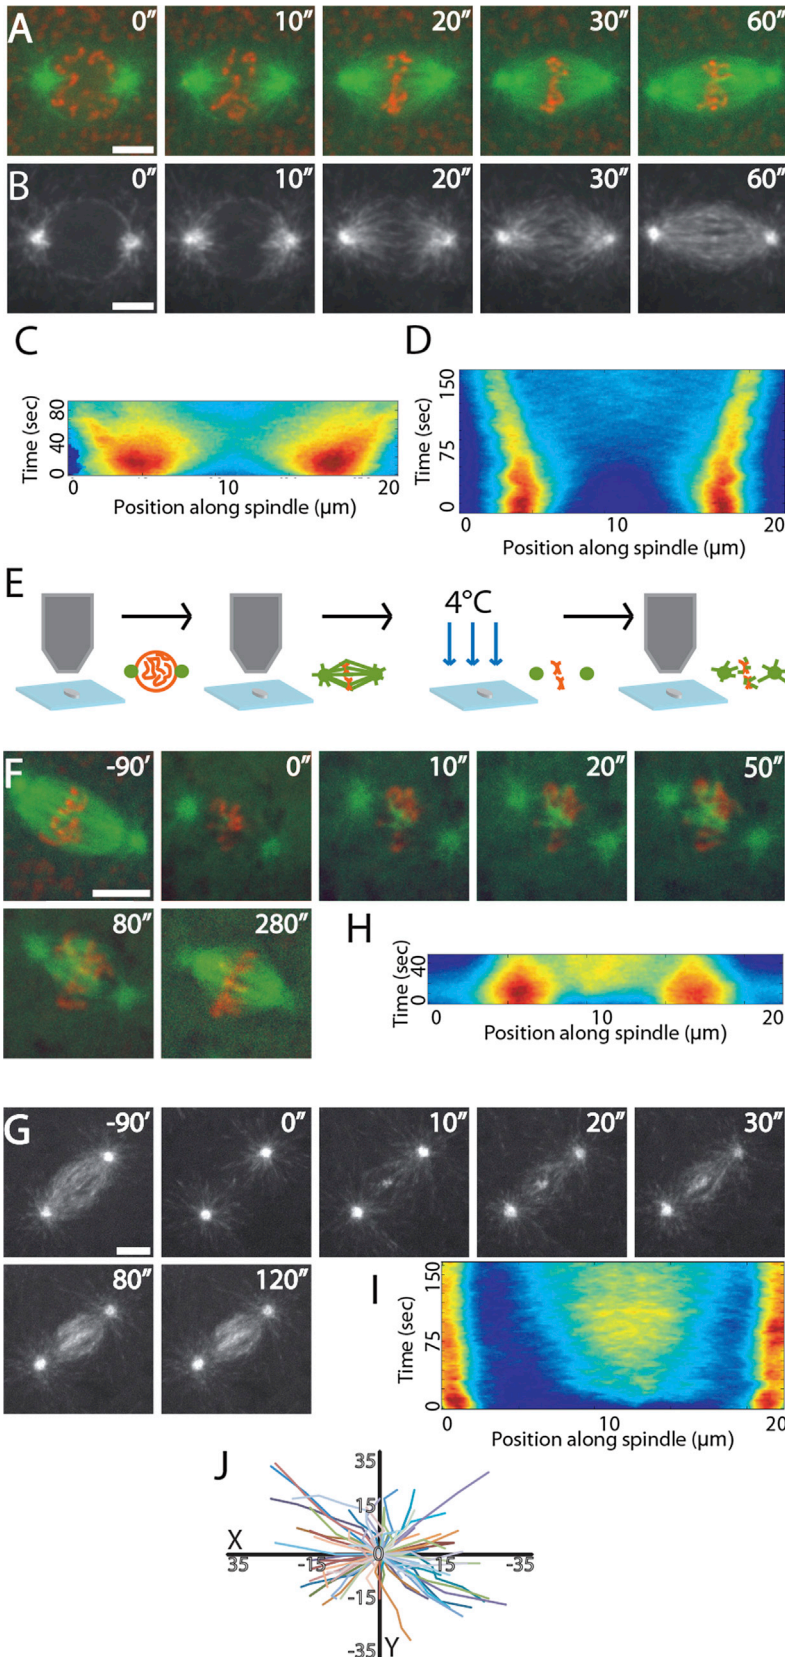 A 0″ 10″ 20″ 30″ 60″
B 0″ 10″ 20″ 30″ 60″
C
Time (sec)
80
40
0
0 10 20
Position along spindle (µm)
D
Time (sec)
150
75
0
0 10 20
Position along spindle (µm)
E
4°C
F -90′ 0″ 10″ 20″ 50″
80″ 280″
H
Time (sec)
40
0
0 10 20
Position along spindle (µm)
G -90′ 0″ 10″ 20″ 30″
80″ 120″
I
Time (sec)
150
75
0
0 10 20
Position along spindle (µm)
J
35
15
X
0
35 -15 15 -35
-15
-35
Y